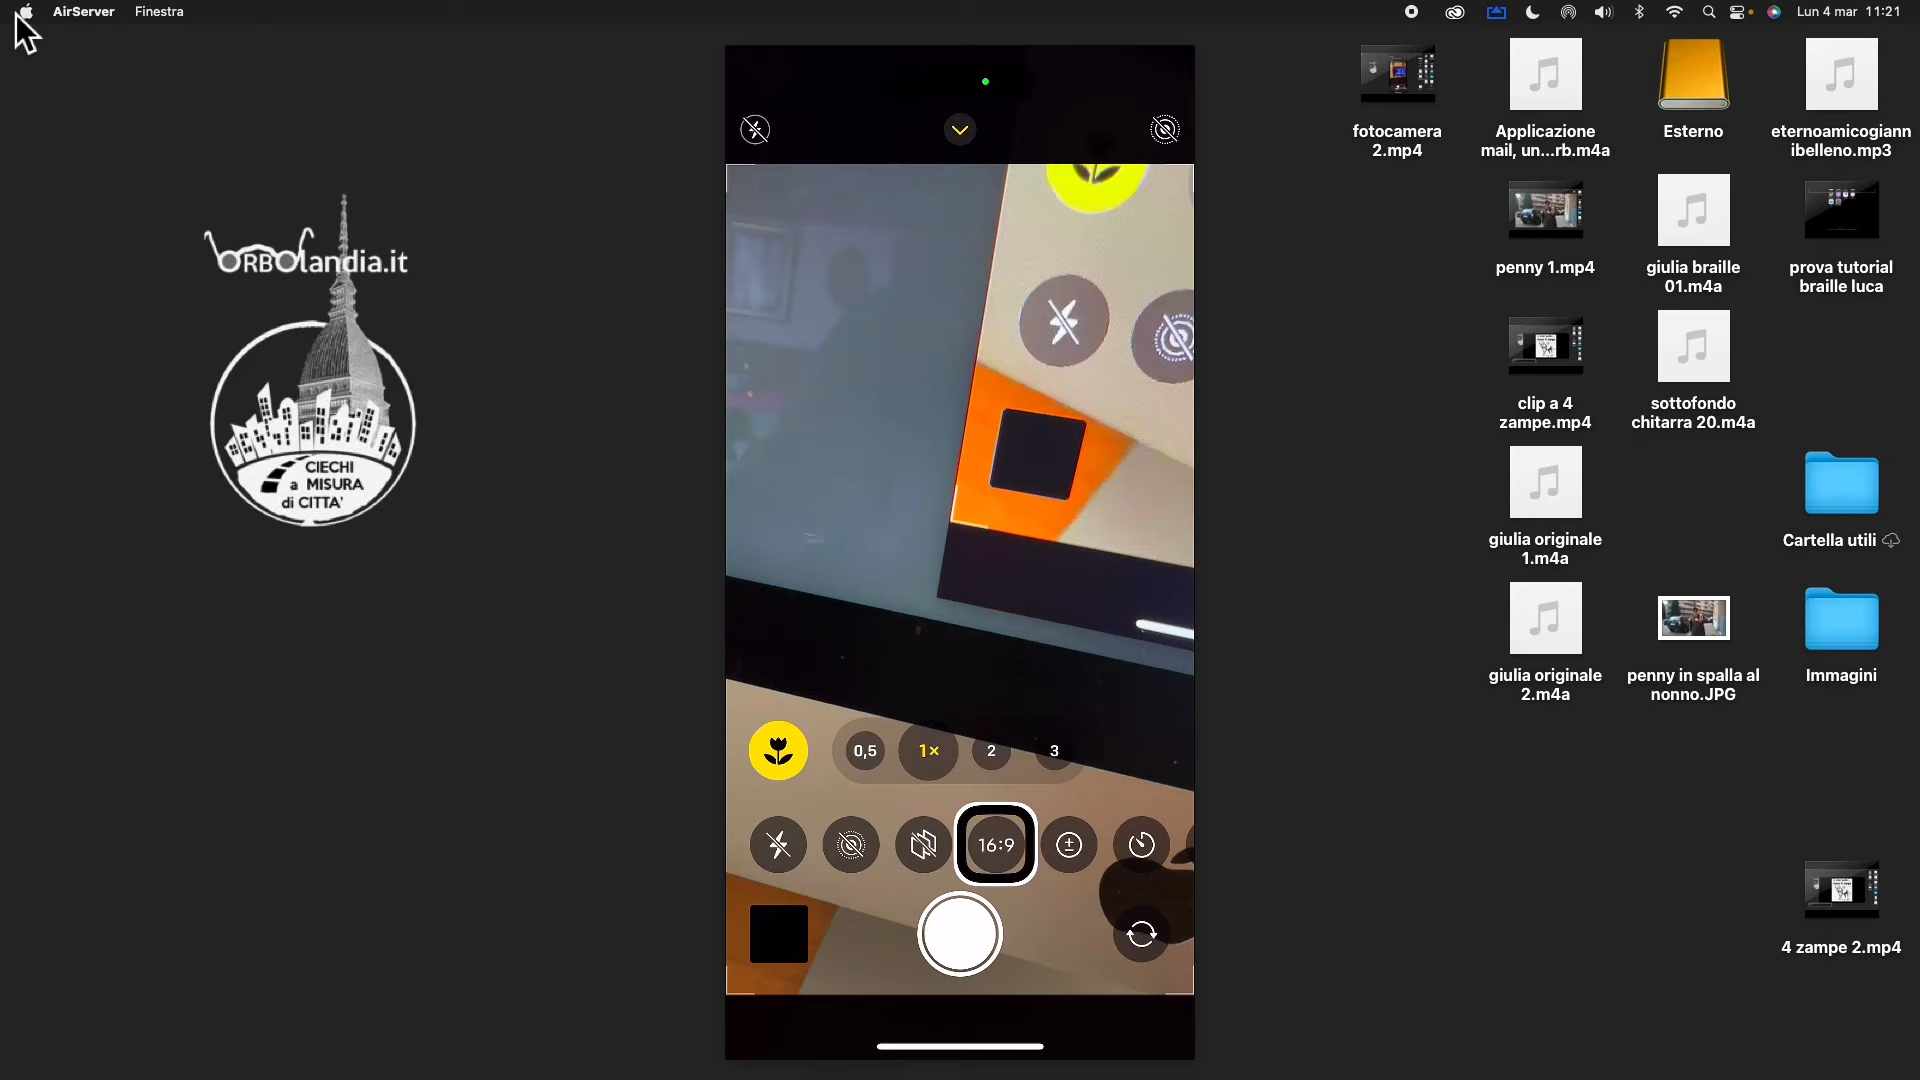 AirServer Finestra
Lun 4 mar 11:21
ORBOlandia.it
CIECHI
a MISURA
di CITTA'
0,5 1× 2 3
16:9
fotocamera
2.mp4
Applicazione
mail, un...rb.m4a
Esterno
eternoamicogiann
ibelleno.mp3
penny 1.mp4
giulia braille
01.m4a
prova tutorial
braille luca
clip a 4
zampe.mp4
sottofondo
chitarra 20.m4a
giulia originale
1.m4a
Cartella utili
giulia originale
2.m4a
penny in spalla al
nonno.JPG
Immagini
4 zampe 2.mp4